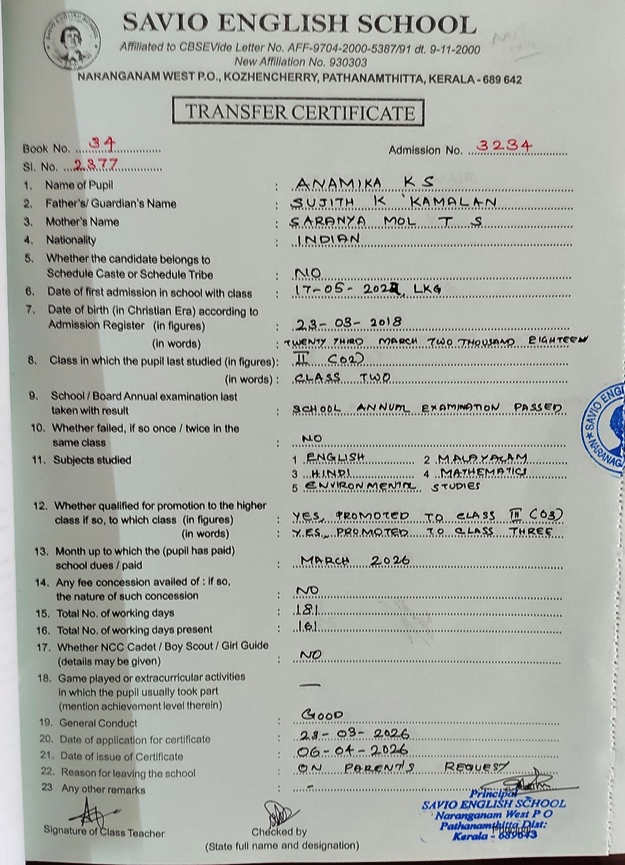 SAVIO ENGLISH SCHOOL
Affiliated to CBSEVide Letter No. AFF-9704-2000-5387/91 dt. 9-11-2000
New Affiliation No. 930303
NARANGANAM WEST P.O., KOZHENCHERRY, PATHANAMTHITTA, KERALA - 689 642
TRANSFER CERTIFICATE
Book No. 34
Admission No. 3234
Sl. No. 2377
1. Name of Pupil : ANAMIKA K S
2. Father's/ Guardian's Name : SUJITH K KAMALAN
3. Mother's Name : SARANYA MOL T S
4. Nationality : INDIAN
5. Whether the candidate belongs to
Schedule Caste or Schedule Tribe : NO
6. Date of first admission in school with class : 17-05- LKG
7. Date of birth (in Christian Era) according to
Admission Register (in figures) : 23-03-2018
(in words) : TWENTY THIRD MARCH TWO THOUSAND EIGHTEEN
8. Class in which the pupil last studied (in figures): II (02)
(in words) : CLASS TWO
9. School / Board Annual examination last
taken with result : SCHOOL ANNUAL EXAMINATION PASSED
10. Whether failed, if so once / twice in the
same class : NO
11. Subjects studied : 1 ENGLISH 2 MALAYALAM
3 HINDI 4 MATHEMATICS
5 ENVIRONMENTAL STUDIES
12. Whether qualified for promotion to the higher
class if so, to which class (in figures) : YES, PROMOTED TO CLASS III (03)
(in words) : YES, PROMOTED TO CLASS THREE
13. Month up to which the (pupil has paid)
school dues / paid : MARCH 2026
14. Any fee concession availed of : if so,
the nature of such concession : NO
15. Total No. of working days : 181
16. Total No. of working days present : 161
17. Whether NCC Cadet / Boy Scout / Girl Guide
(details may be given) : NO
18. Game played or extracurricular activities
in which the pupil usually took part : —
(mention achievement level therein)
19. General Conduct : GOOD
20. Date of application for certificate : 28-03-2026
21. Date of issue of Certificate : 06-04-2026
22. Reason for leaving the school : ON PARENT'S REQUEST
23 Any other remarks : -
Principal
SAVIO ENGLISH SCHOOL
Naranganam West P O
Pathanamthitta Dist:
Kerala - 689643
Signature of Class Teacher
Checked by
(State full name and designation)